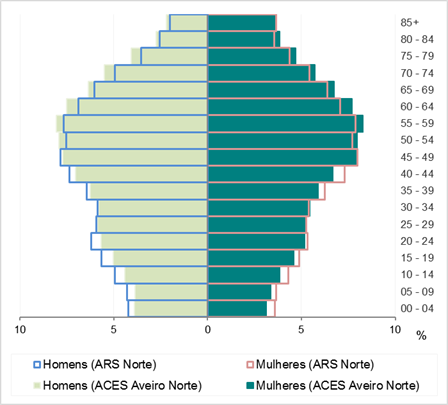 85+
80 - 84
75 - 79
70 - 74
65 - 69
60 - 64
55 - 59
50 - 54
45 - 49
40 - 44
35 - 39
30 - 34
25 - 29
20 - 24
15 - 19
10 - 14
05 - 09
00 - 04
10 5 0 5 10
%
Homens (ARS Norte) Mulheres (ARS Norte)
Homens (ACES Aveiro Norte) Mulheres (ACES Aveiro Norte)